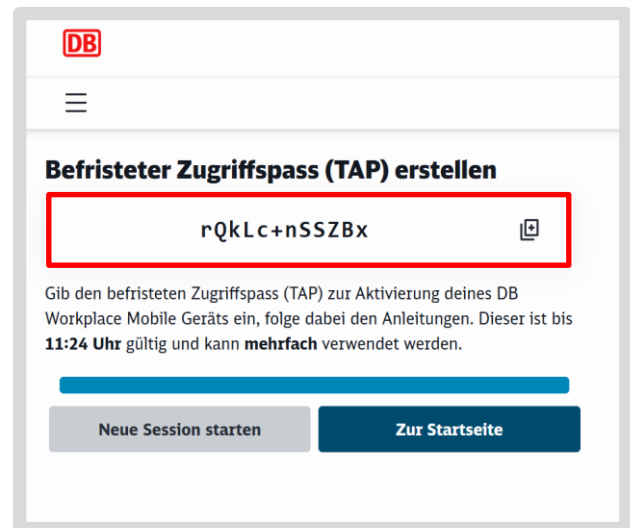 DB
Befristeter Zugriffspass (TAP) erstellen
rQkLc+nSSZBx
Gib den befristeten Zugriffspass (TAP) zur Aktivierung deines DB
Workplace Mobile Geräts ein, folge dabei den Anleitungen. Dieser ist bis
11:24 Uhr gültig und kann mehrfach verwendet werden.
Neue Session starten
Zur Startseite